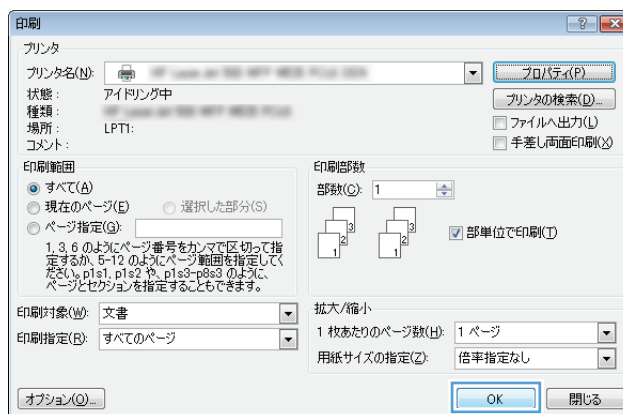 印刷
プリンタ
プリンタ名(N):
プロパティ(P)
状態： アイドリング中
プリンタの検索(D)...
種類：
場所： LPT1:
ファイルへ出力(L)
コメント：
手差し両面印刷(X)
印刷範囲
すべて(A)
現在のページ(E) 選択した部分(S)
ページ指定(G):
1, 3, 6 のようにページ番号をカンマで区切って指
定するか、5-12 のようにページ範囲を指定してく
ださい。p1s1, p1s2 や、p1s3-p8s3 のように、
ページとセクションを指定することもできます。
印刷部数
部数(C): 1
3
2
1
3
2
1
部単位で印刷(T)
印刷対象(W): 文書
印刷指定(R): すべてのページ
拡大/縮小
1 枚あたりのページ数(H): 1 ページ
用紙サイズの指定(Z): 倍率指定なし
オプション(O)...
OK
閉じる